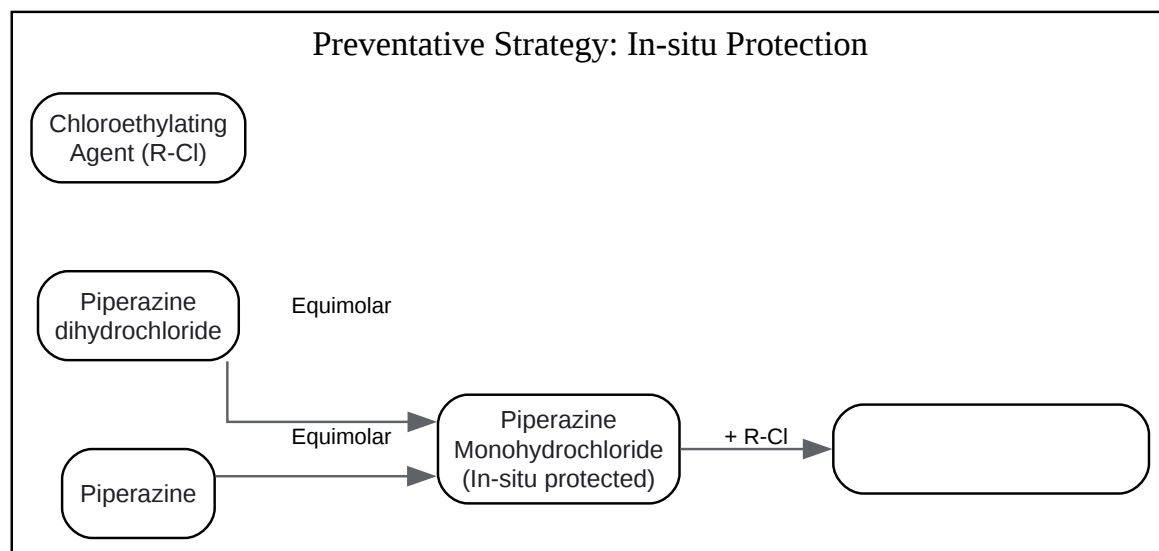 Preventative Strategy: In-situ Protection
Chloroethylating
Agent (R-Cl)
Piperazine
dihydrochloride
Equimolar
Equimolar
Piperazine
Monohydrochloride
(In-situ protected)
+ R-Cl
Piperazine